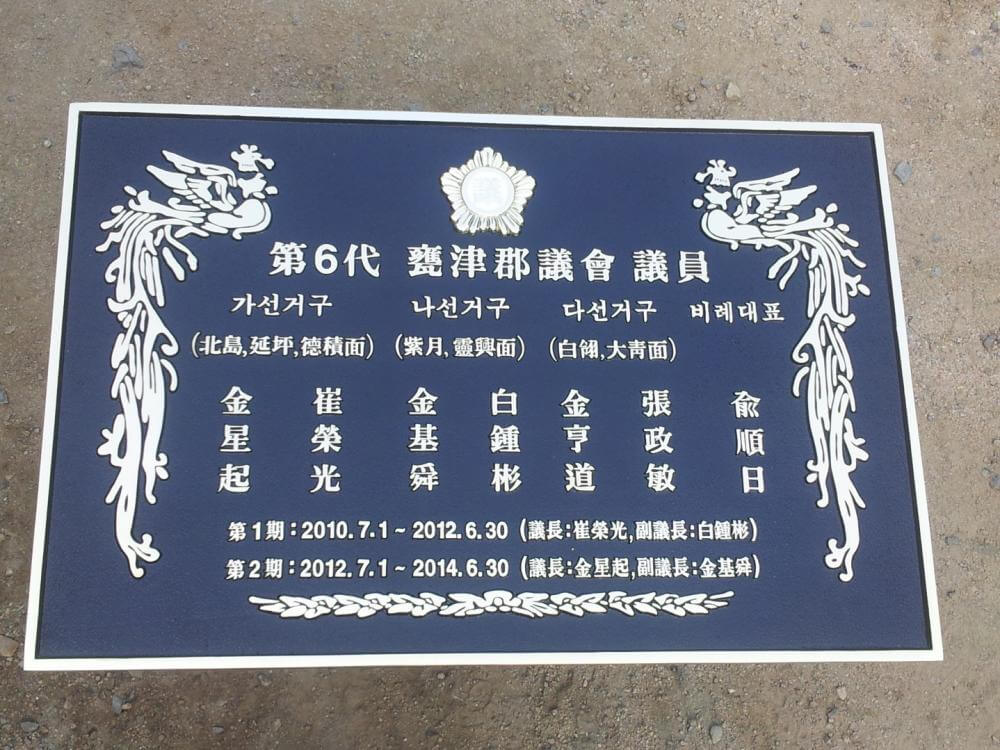 第6代 甕津郡議會 議員
가선거구 나선거구 다선거구 비례대표
(北島,延坪,德積面) (紫月,靈興面) (白翎,大靑面)
金星起 崔榮光 金基舜 白鍾彬 金亨道 張政敏 兪順日
第1期:2010.7.1~2012.6.30 (議長:崔榮光,副議長:白鍾彬)
第2期:2012.7.1~2014.6.30 (議長:金星起,副議長:金基舜)